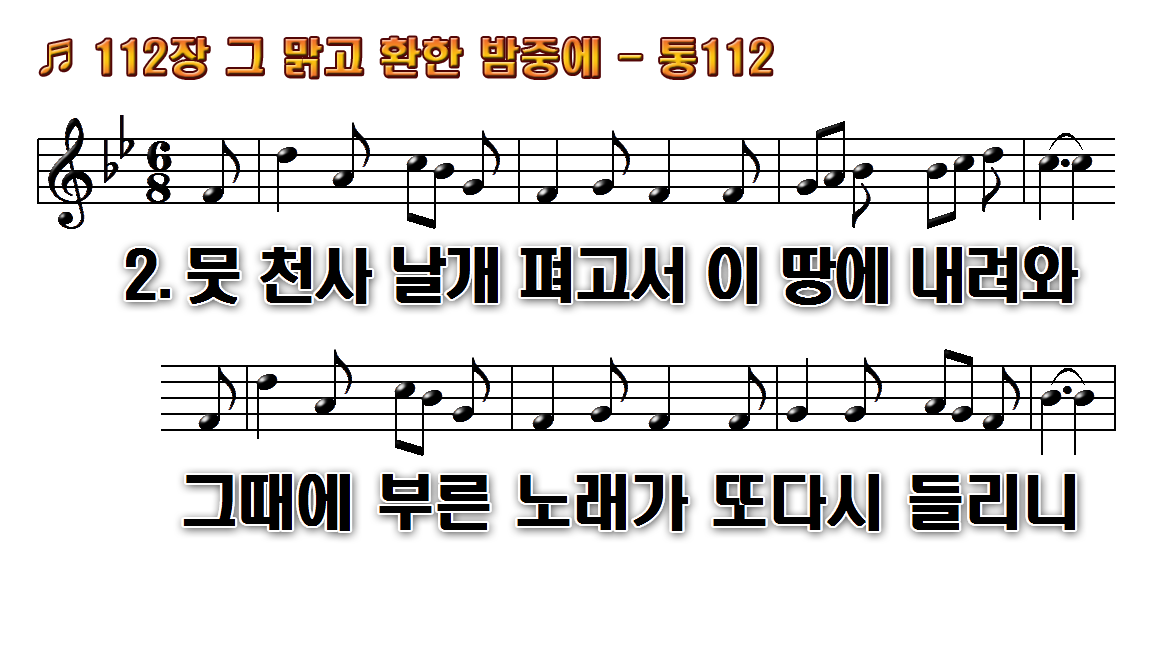 ♬ 112장 그 맑고 환한 밤중에 - 통112
6
8
2. 뭇 천사 날개 펴고서 이 땅에 내려와
그때에 부른 노래가 또다시 들리니